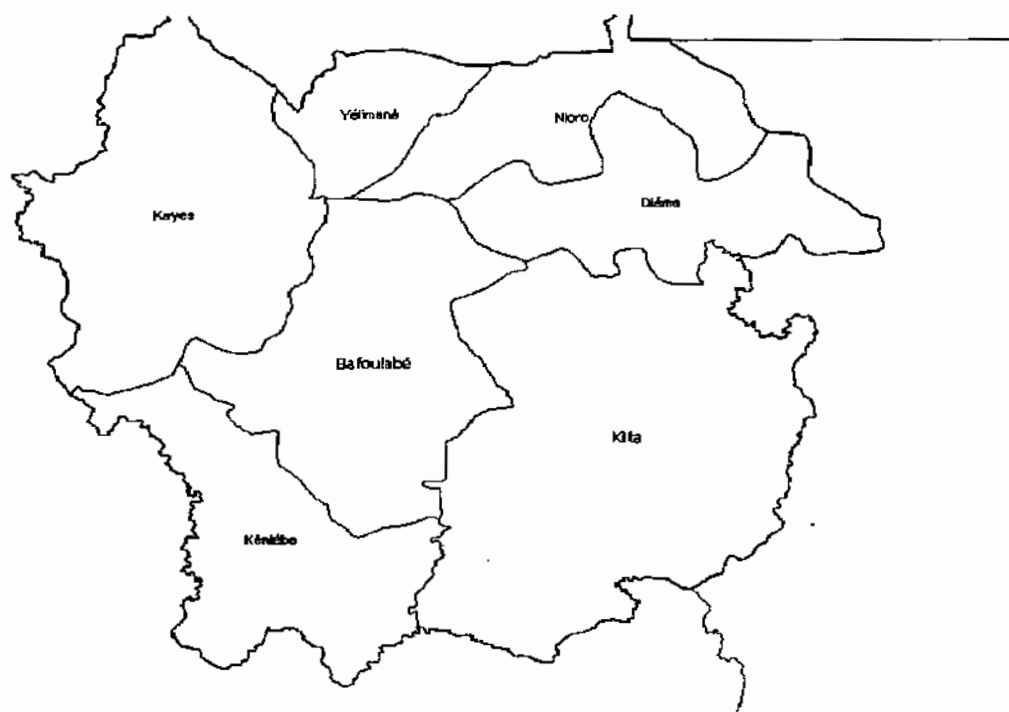 Yélimané
Nioro
Diéma
Kayes
Bafoulabé
Kita
Kéniéba